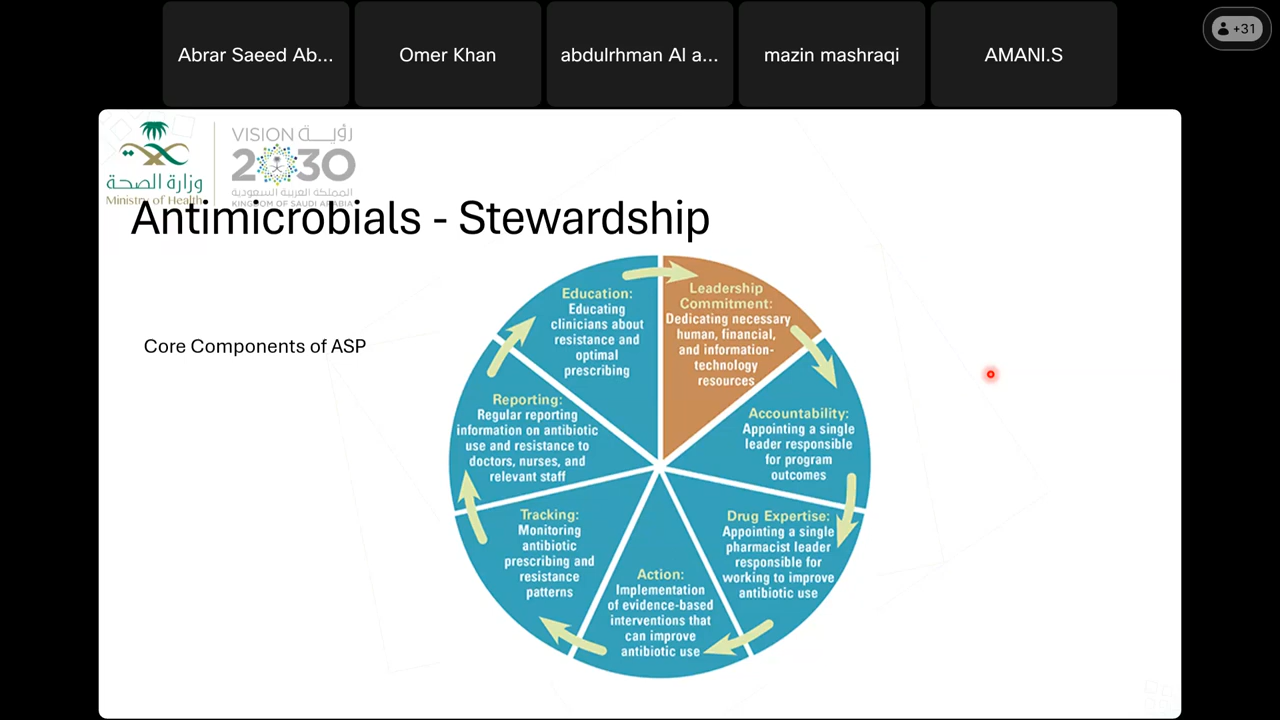 Abrar Saeed Ab...
Omer Khan
abdulrhman Al a...
mazin mashraqi
AMANI.S
+31
وزارة الصحة
Ministry of Health
VISION رؤيــــة
2030
المملكة العربية السعودية
KINGDOM OF SAUDI ARABIA
Antimicrobials - Stewardship
Core Components of ASP
Leadership
Commitment:
Dedicating necessary
human, financial,
and information-
technology
resources
Accountability:
Appointing a single
leader responsible
for program
outcomes
Drug Expertise:
Appointing a single
pharmacist leader
responsible for
working to improve
antibiotic use
Action:
Implementation
of evidence-based
interventions that
can improve
antibiotic use
Tracking:
Monitoring
antibiotic
prescribing and
resistance
patterns
Reporting:
Regular reporting
information on antibiotic
use and resistance to
doctors, nurses, and
relevant staff
Education:
Educating
clinicians about
resistance and
optimal
prescribing